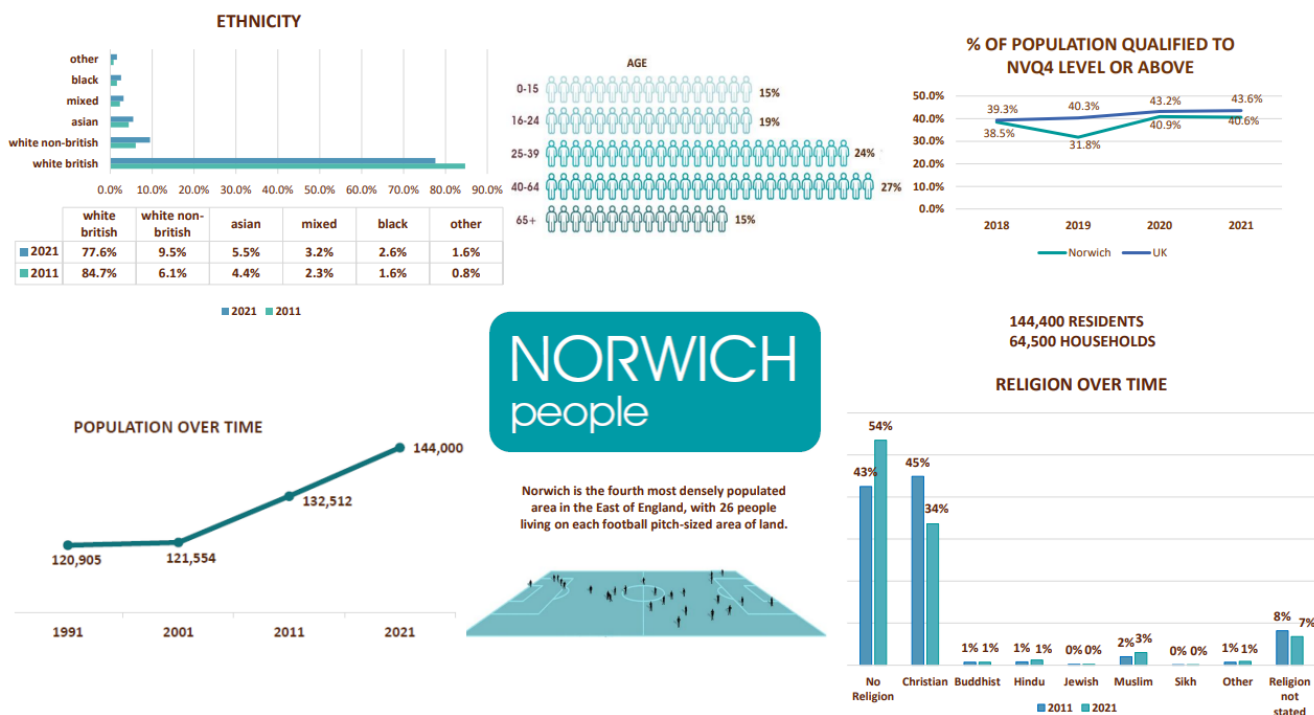 ETHNICITY
other
black
mixed
asian
white non-british
white british
0.0% 10.0% 20.0% 30.0% 40.0% 50.0% 60.0% 70.0% 80.0% 90.0%
white british white non-british asian mixed black other
2021 77.6% 9.5% 5.5% 3.2% 2.6% 1.6%
2011 84.7% 6.1% 4.4% 2.3% 1.6% 0.8%
2021 2011
AGE
0-15 15%
16-24 19%
25-39 24%
40-64 27%
65+ 15%
% OF POPULATION QUALIFIED TO
NVQ4 LEVEL OR ABOVE
50.0%
40.0%
30.0%
20.0%
10.0%
0.0%
39.3% 40.3% 43.2% 43.6%
38.5% 31.8% 40.9% 40.6%
2018 2019 2020 2021
Norwich UK
144,400 RESIDENTS
64,500 HOUSEHOLDS
NORWICH
people
POPULATION OVER TIME
120,905
121,554
132,512
144,000
1991 2001 2011 2021
Norwich is the fourth most densely populated
area in the East of England, with 26 people
living on each football pitch-sized area of land.
RELIGION OVER TIME
43% 54%
45% 34%
1% 1%
1% 1%
0% 0%
2% 3%
0% 0%
1% 1%
8% 7%
No Religion
Christian
Buddhist
Hindu
Jewish
Muslim
Sikh
Other
Religion not stated
2011 2021